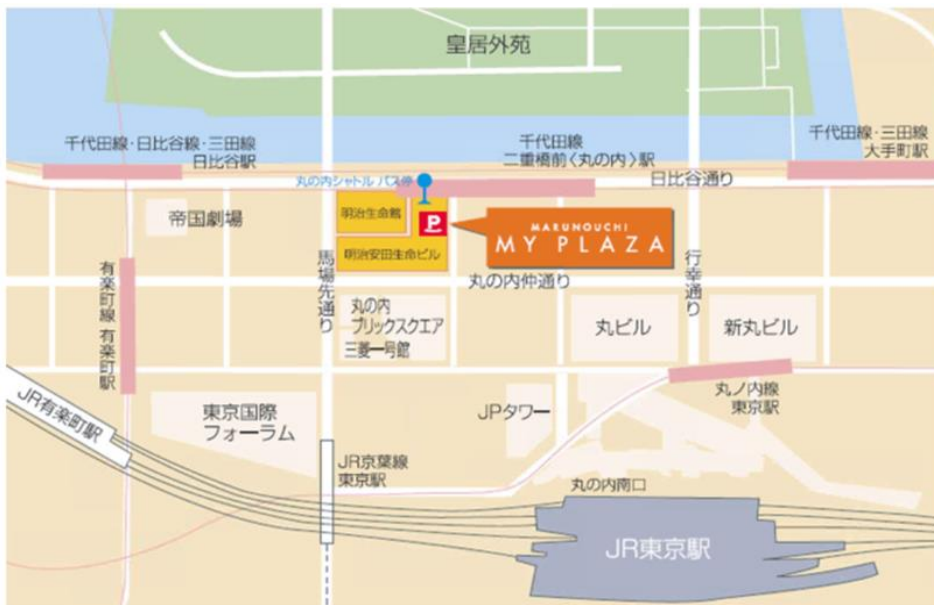 皇居外苑
千代田線・日比谷線・三田線
日比谷駅
千代田線
二重橋前〈丸の内〉駅
千代田線・三田線
大手町駅
丸の内シャトル バス停
日比谷通り
帝国劇場
明治生命館
P
MARUNOUCHI
MY PLAZA
明治安田生命ビル
馬場先通り
丸の内仲通り
行幸通り
有楽町線 有楽町駅
丸の内
ブリックスクエア
三菱一号館
丸ビル
新丸ビル
丸ノ内線
東京駅
JR有楽町駅
東京国際
フォーラム
JPタワー
JR京葉線
東京駅
丸の内南口
JR東京駅